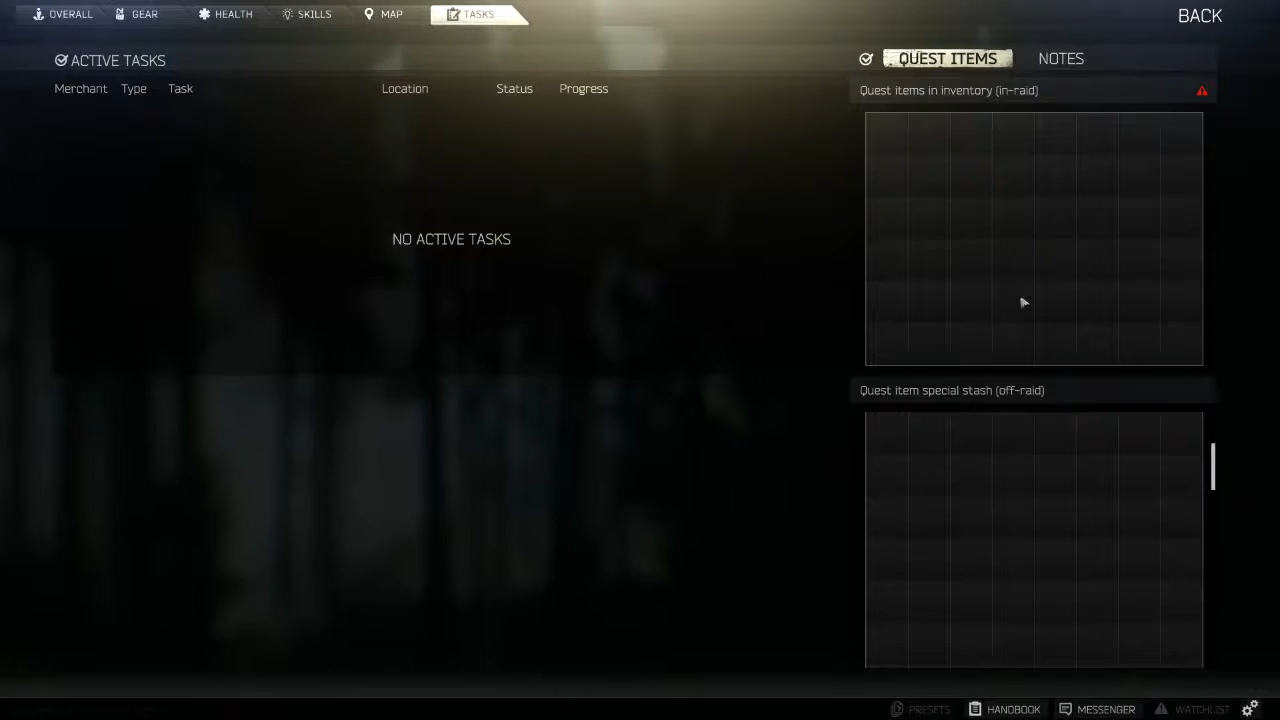 OVERALL GEAR HEALTH SKILLS MAP TASKS BACK
ACTIVE TASKS
Merchant Type Task Location Status Progress
NO ACTIVE TASKS
QUEST ITEMS NOTES
Quest items in inventory (in-raid)
Quest item special stash (off-raid)
PRESETS HANDBOOK MESSENGER WATCHLIST